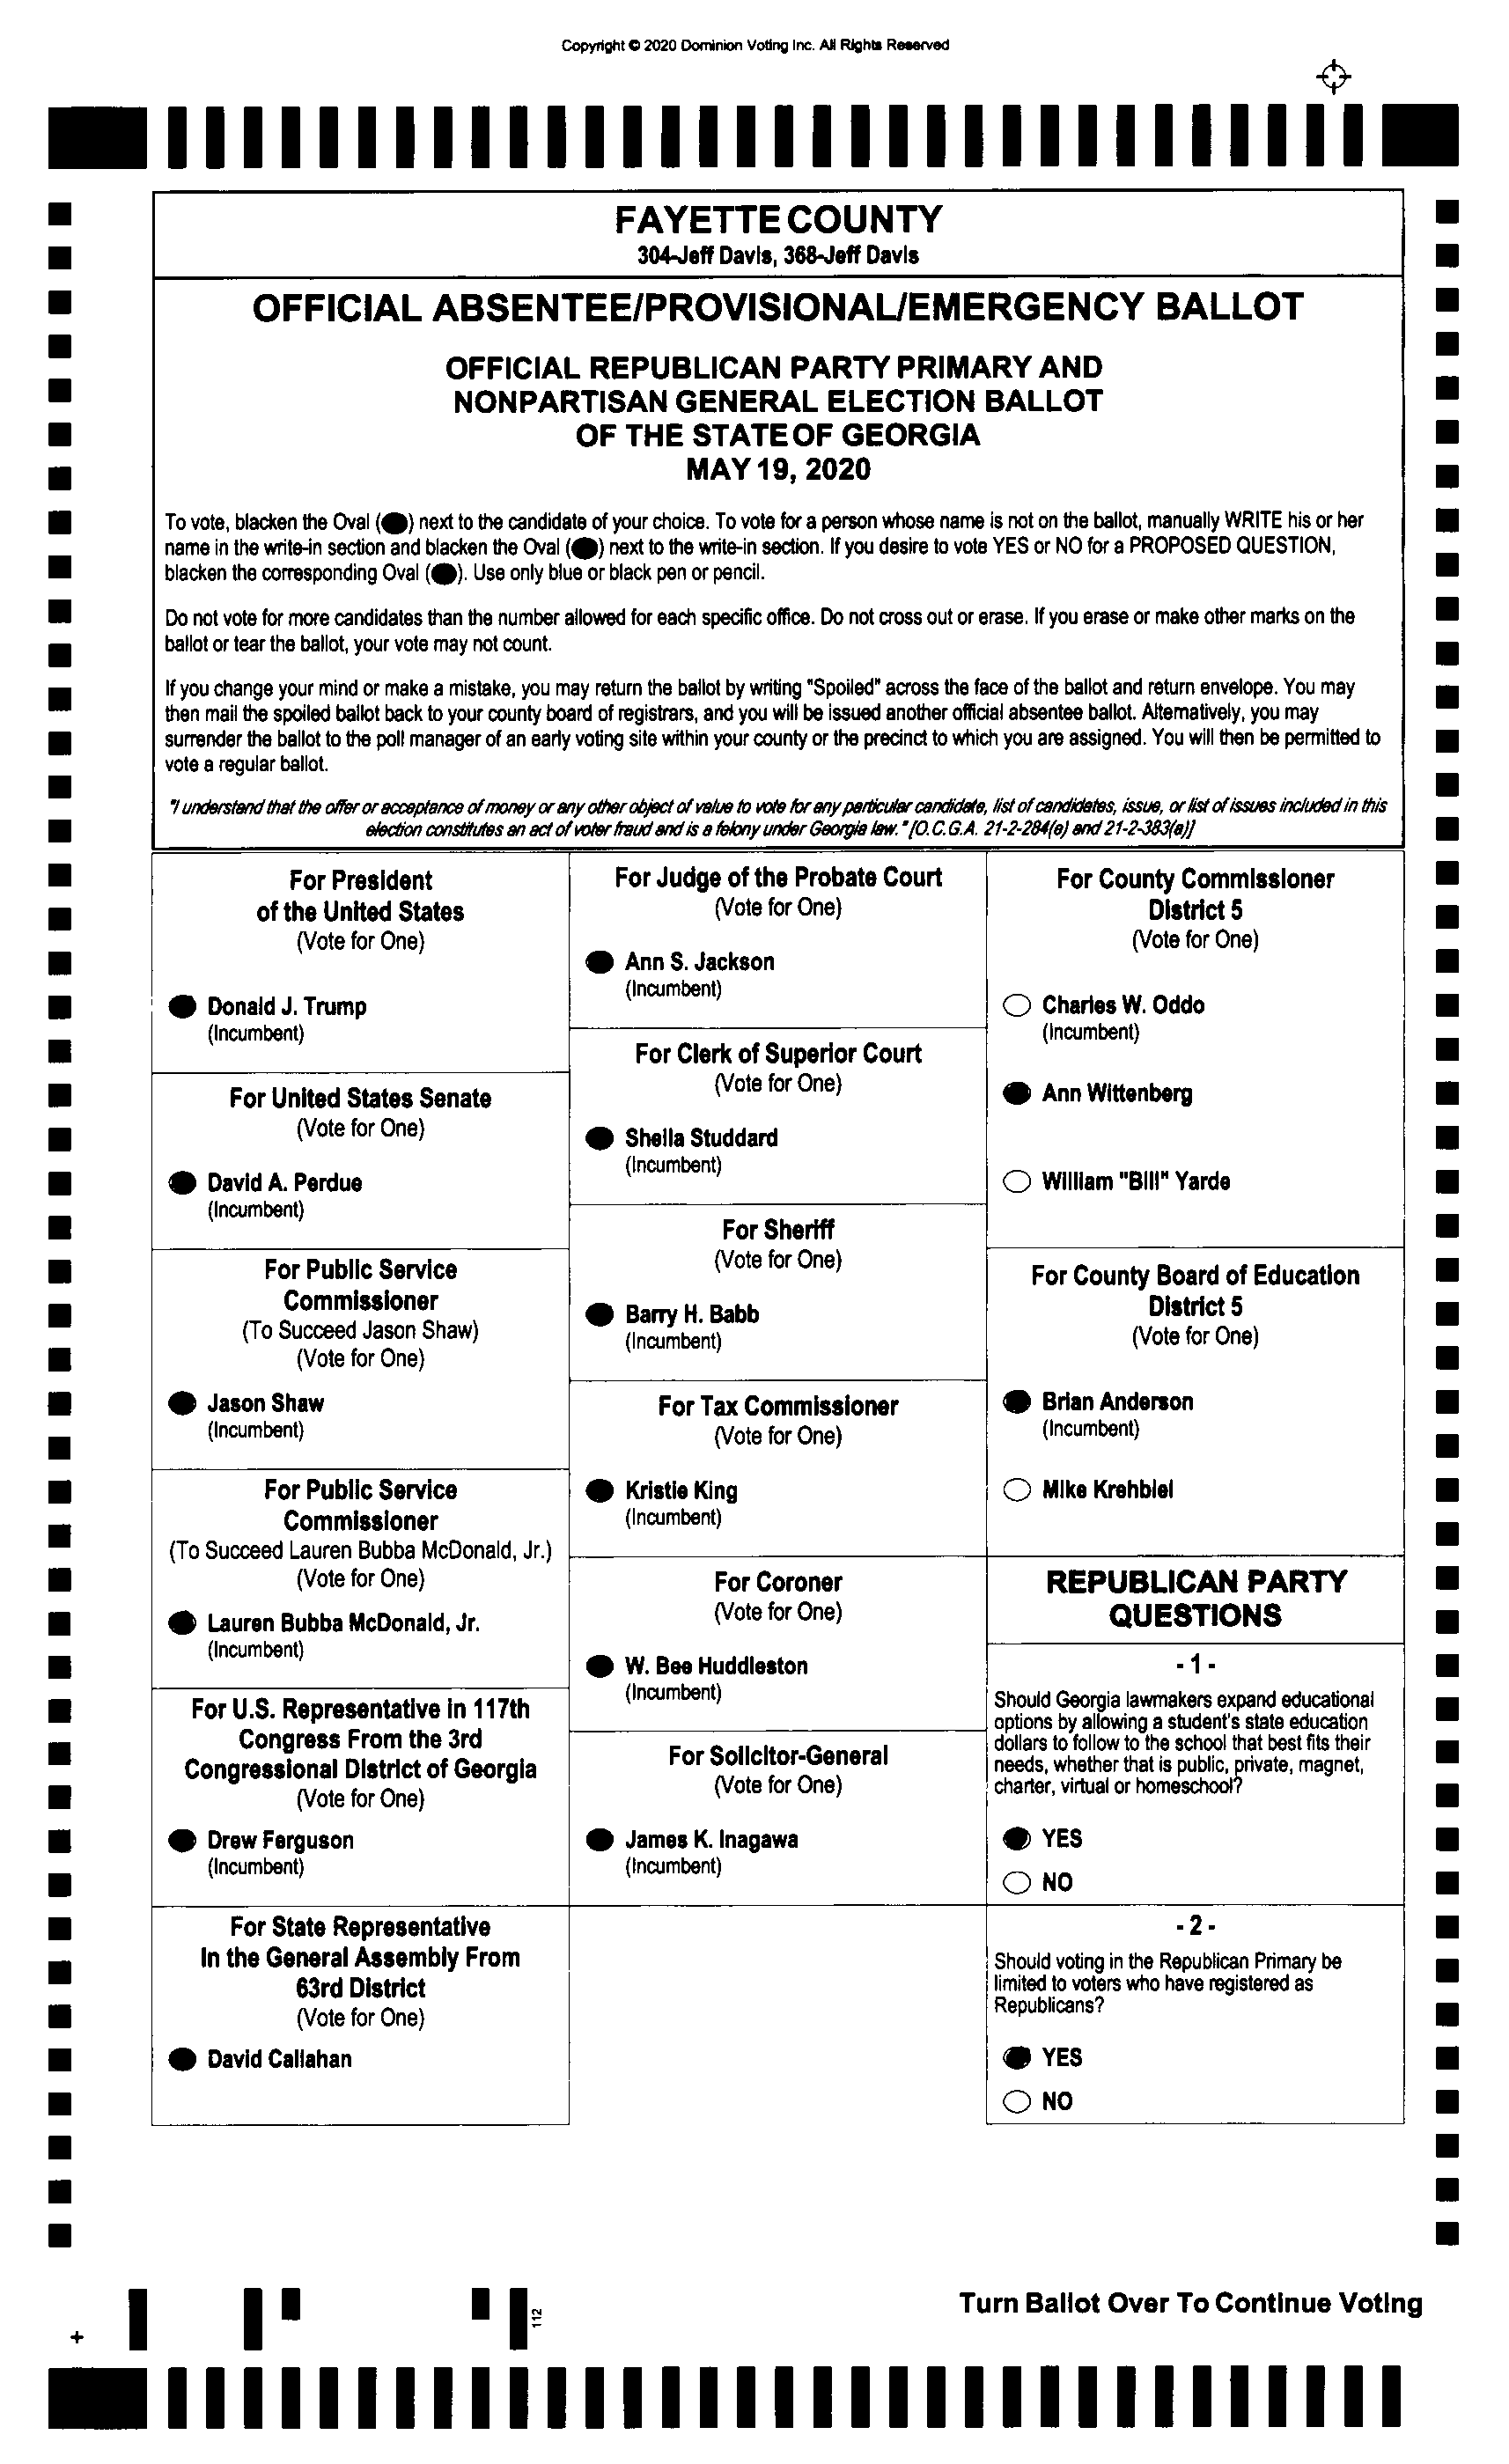 Copyright © 2020 Dominion Voting Inc. All Rights Reserved
FAYETTE COUNTY
304-Jeff Davis, 368-Jeff Davis
OFFICIAL ABSENTEE/PROVISIONAL/EMERGENCY BALLOT
OFFICIAL REPUBLICAN PARTY PRIMARY AND
NONPARTISAN GENERAL ELECTION BALLOT
OF THE STATE OF GEORGIA
MAY 19, 2020
To vote, blacken the Oval (●) next to the candidate of your choice. To vote for a person whose name is not on the ballot, manually WRITE his or her
name in the write-in section and blacken the Oval (●) next to the write-in section. If you desire to vote YES or NO for a PROPOSED QUESTION,
blacken the corresponding Oval (●). Use only blue or black pen or pencil.
Do not vote for more candidates than the number allowed for each specific office. Do not cross out or erase. If you erase or make other marks on the
ballot or tear the ballot, your vote may not count.
If you change your mind or make a mistake, you may return the ballot by writing "Spoiled" across the face of the ballot and return envelope. You may
then mail the spoiled ballot back to your county board of registrars, and you will be issued another official absentee ballot. Alternatively, you may
surrender the ballot to the poll manager of an early voting site within your county or the precinct to which you are assigned. You will then be permitted to
vote a regular ballot.
"I understand that the offer or acceptance of money or any other object of value to vote for any particular candidate, list of candidates, issue, or list of issues included in this
election constitutes an act of voter fraud and is a felony under Georgia law." [O.C.G.A. 21-2-284(e) and 21-2-383(a)]
For President
of the United States
(Vote for One)
Donald J. Trump
(Incumbent)
For United States Senate
(Vote for One)
David A. Perdue
(Incumbent)
For Public Service
Commissioner
(To Succeed Jason Shaw)
(Vote for One)
Jason Shaw
(Incumbent)
For Public Service
Commissioner
(To Succeed Lauren Bubba McDonald, Jr.)
(Vote for One)
Lauren Bubba McDonald, Jr.
(Incumbent)
For U.S. Representative in 117th
Congress From the 3rd
Congressional District of Georgia
(Vote for One)
Drew Ferguson
(Incumbent)
For State Representative
In the General Assembly From
63rd District
(Vote for One)
David Callahan
For Judge of the Probate Court
(Vote for One)
Ann S. Jackson
(Incumbent)
For Clerk of Superior Court
(Vote for One)
Sheila Studdard
(Incumbent)
For Sheriff
(Vote for One)
Barry H. Babb
(Incumbent)
For Tax Commissioner
(Vote for One)
Kristie King
(Incumbent)
For Coroner
(Vote for One)
W. Bee Huddleston
(Incumbent)
For Solicitor-General
(Vote for One)
James K. Inagawa
(Incumbent)
For County Commissioner
District 5
(Vote for One)
Charles W. Oddo
(Incumbent)
Ann Wittenberg
William "Bill" Yarde
For County Board of Education
District 5
(Vote for One)
Brian Anderson
(Incumbent)
Mike Krehbiel
REPUBLICAN PARTY
QUESTIONS
- 1 -
Should Georgia lawmakers expand educational
options by allowing a student's state education
dollars to follow to the school that best fits their
needs, whether that is public, private, magnet,
charter, virtual or homeschool?
YES
NO
- 2 -
Should voting in the Republican Primary be
limited to voters who have registered as
Republicans?
YES
NO
Turn Ballot Over To Continue Voting
112
+